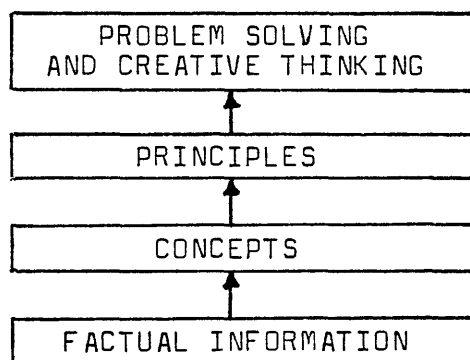 PROBLEM SOLVING
AND CREATIVE THINKING
PRINCIPLES
CONCEPTS
FACTUAL INFORMATION